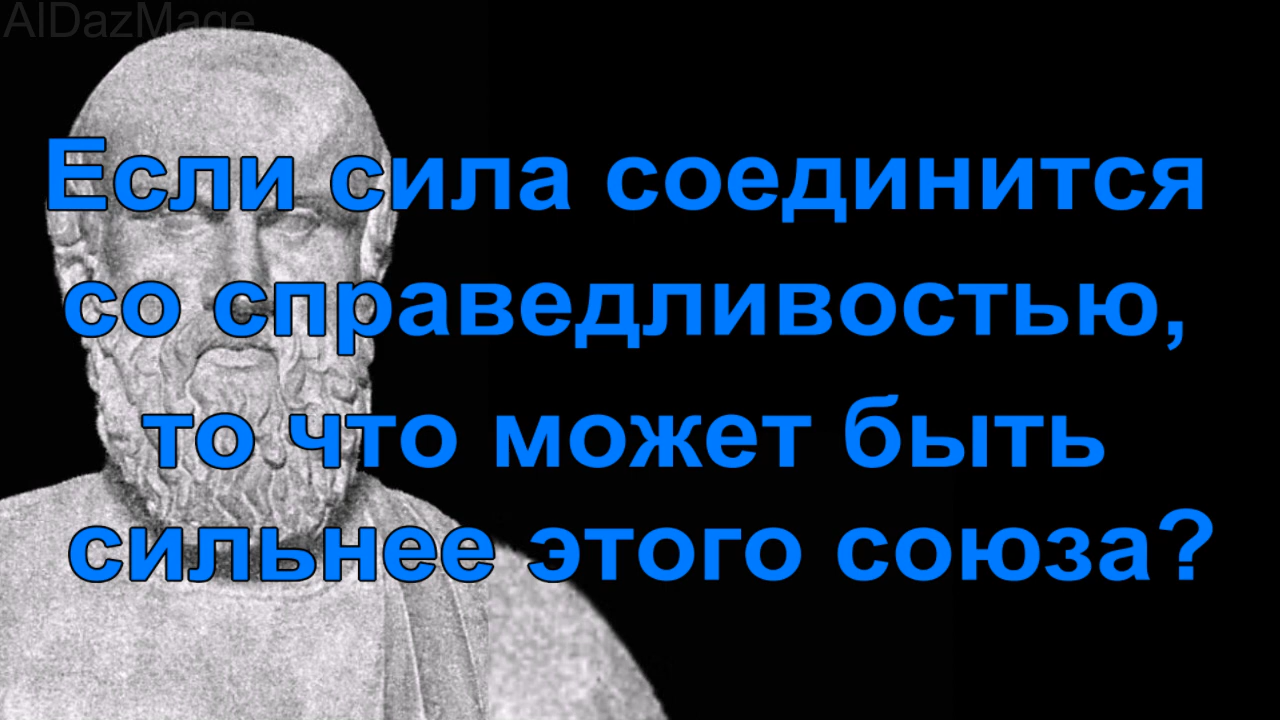 AlDazMage
Если сила соединится
со справедливостью,
то что может быть
сильнее этого союза?